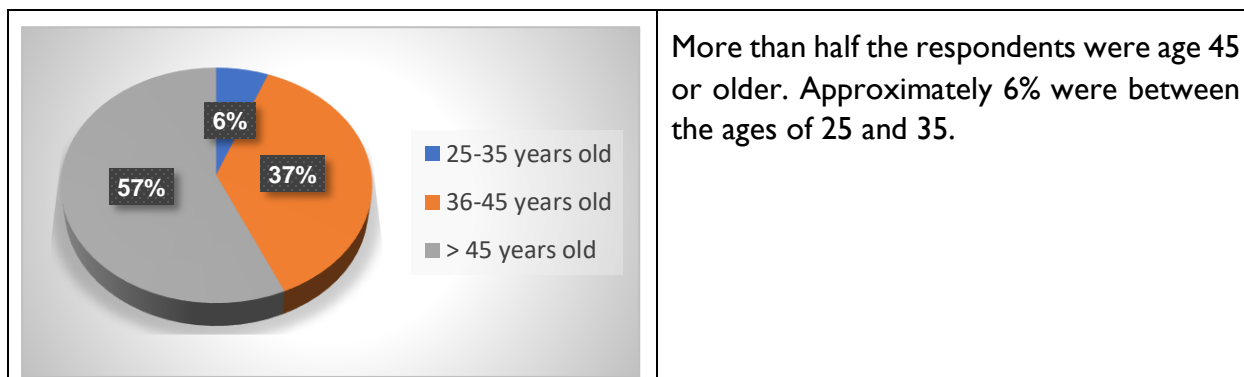 6%
37%
57%
25-35 years old
36-45 years old
> 45 years old
More than half the respondents were age 45
or older. Approximately 6% were between
the ages of 25 and 35.